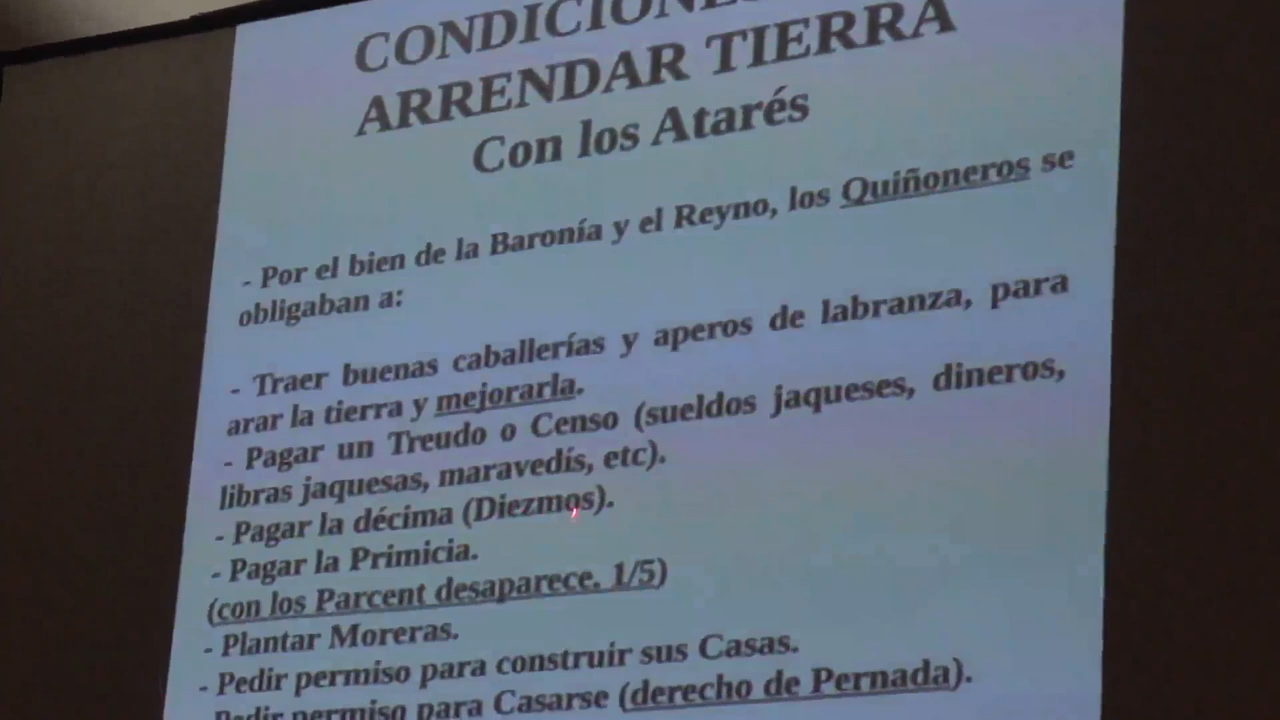 CONDICIONES
ARRENDAR TIERRA
Con los Atarés
- Por el bien de la Baronía y el Reyno, los Quiñoneros se
obligaban a:
- Traer buenas caballerías y aperos de labranza, para
arar la tierra y mejorarla.
- Pagar un Treudo o Censo (sueldos jaqueses, dineros,
libras jaquesas, maravedís, etc).
- Pagar la décima (Diezmos).
- Pagar la Primicia.
(con los Parcent desaparece. 1/5)
- Plantar Moreras.
- Pedir permiso para construir sus Casas.
Pedir permiso para Casarse (derecho de Pernada).